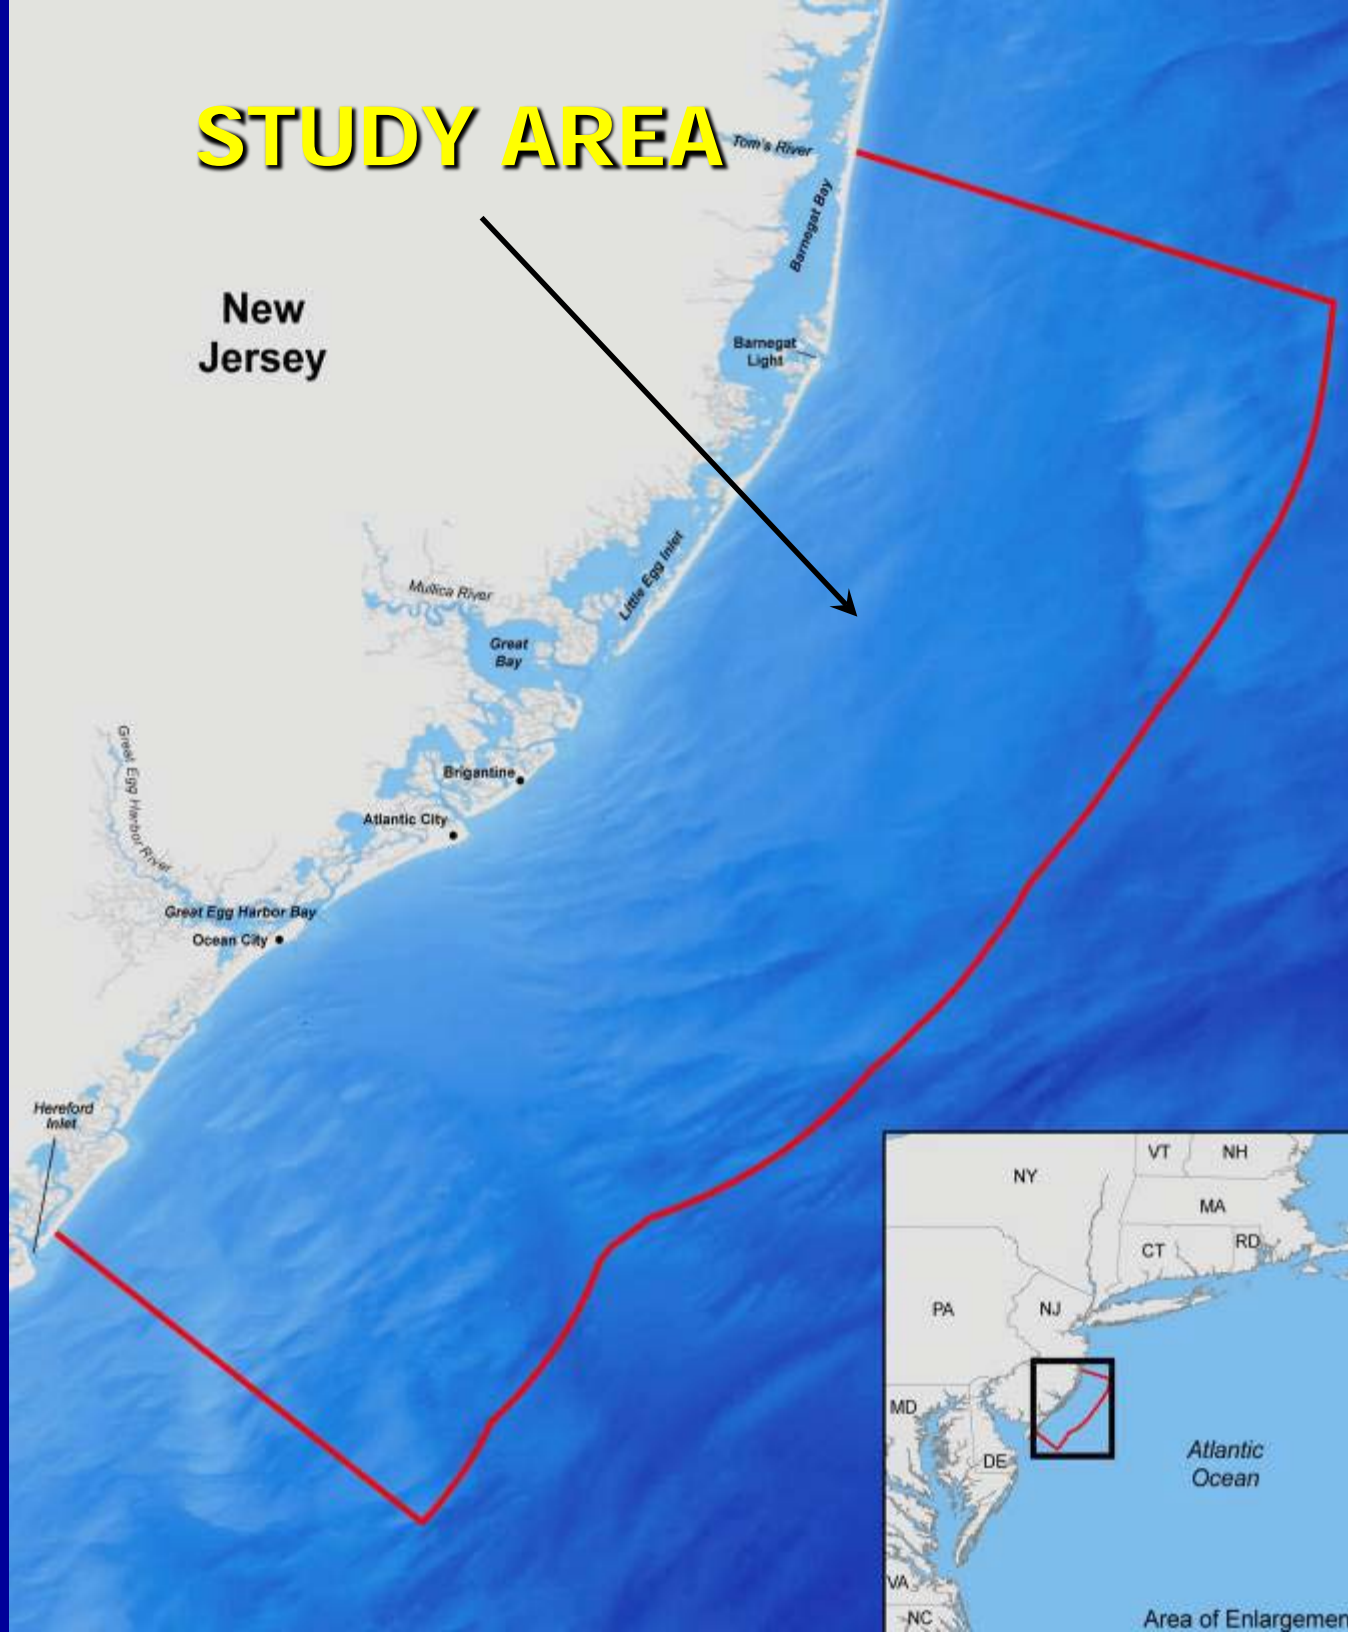 STUDY AREA
Tom's River
Barnegat Bay
New
Jersey
Barnegat
Light
Little Egg Inlet
Mullica River
Great
Bay
Great Egg Harbor River
Brigantine
Atlantic City
Great Egg Harbor Bay
Ocean City
Hereford
Inlet
VT
NH
NY
MA
CT
RD
PA
NJ
MD
DE
Atlantic
Ocean
VA
NC
Area of Enlargemen